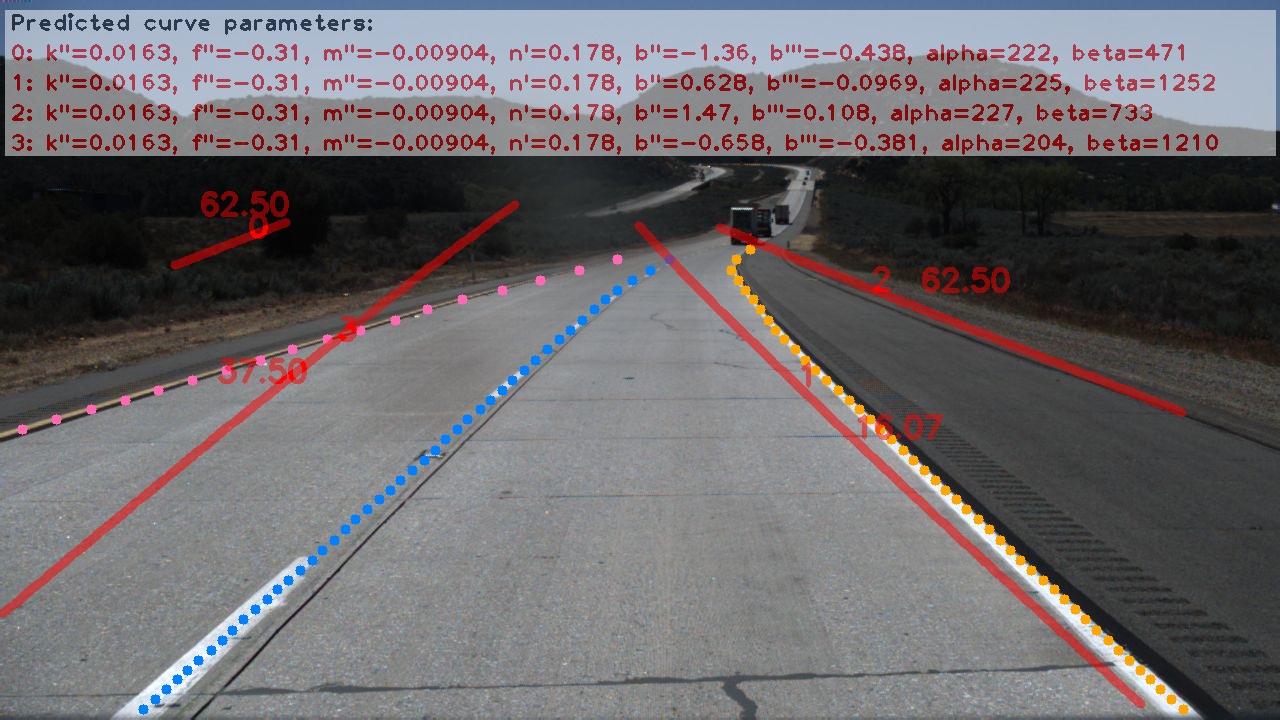 Predicted curve parameters:
0: k''=0.0163, f''=-0.31, m''=-0.00904, n'=0.178, b''=-1.36, b'''=-0.438, alpha=222, beta=471
1: k''=0.0163, f''=-0.31, m''=-0.00904, n'=0.178, b''=0.628, b'''=-0.0969, alpha=225, beta=1252
2: k''=0.0163, f''=-0.31, m''=-0.00904, n'=0.178, b''=1.47, b'''=0.108, alpha=227, beta=733
3: k''=0.0163, f''=-0.31, m''=-0.00904, n'=0.178, b''=-0.658, b'''=-0.381, alpha=204, beta=1210
62.50
0
2 62.50
3
37.50
1